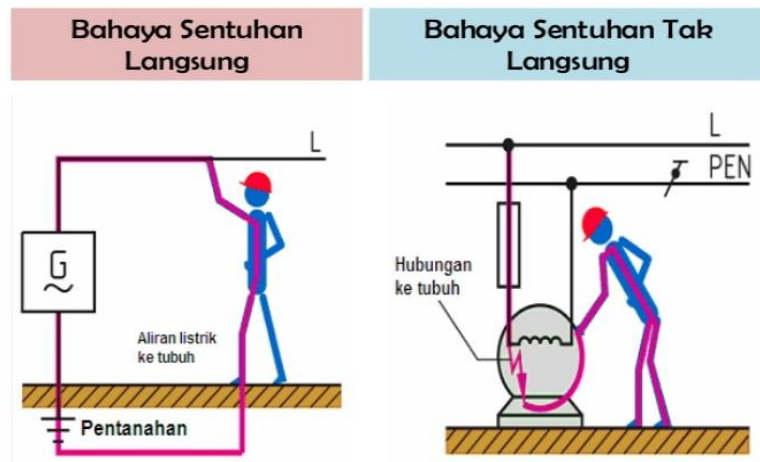 Bahaya Sentuhan
Langsung
Bahaya Sentuhan Tak
Langsung
L
G
~
Aliran listrik
ke tubuh
Pentanahan
L
PEN
Hubungan
ke tubuh